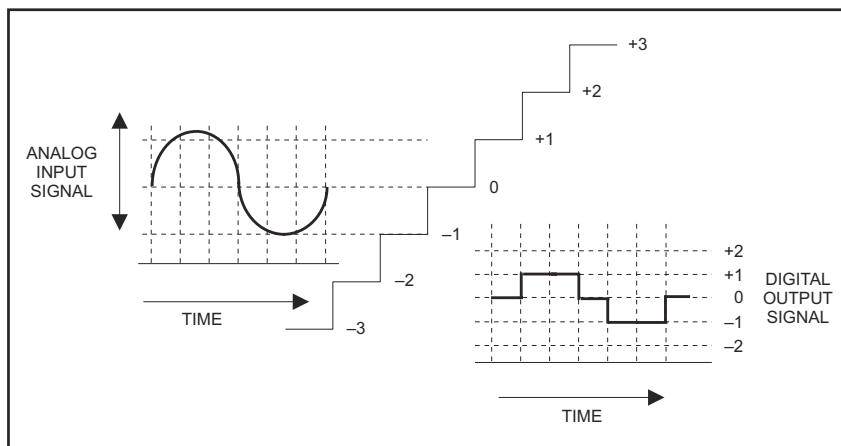 ANALOG
INPUT
SIGNAL
TIME
+3
+2
+1
0
–1
–2
–3
+2
+1
0
–1
–2
DIGITAL
OUTPUT
SIGNAL
TIME